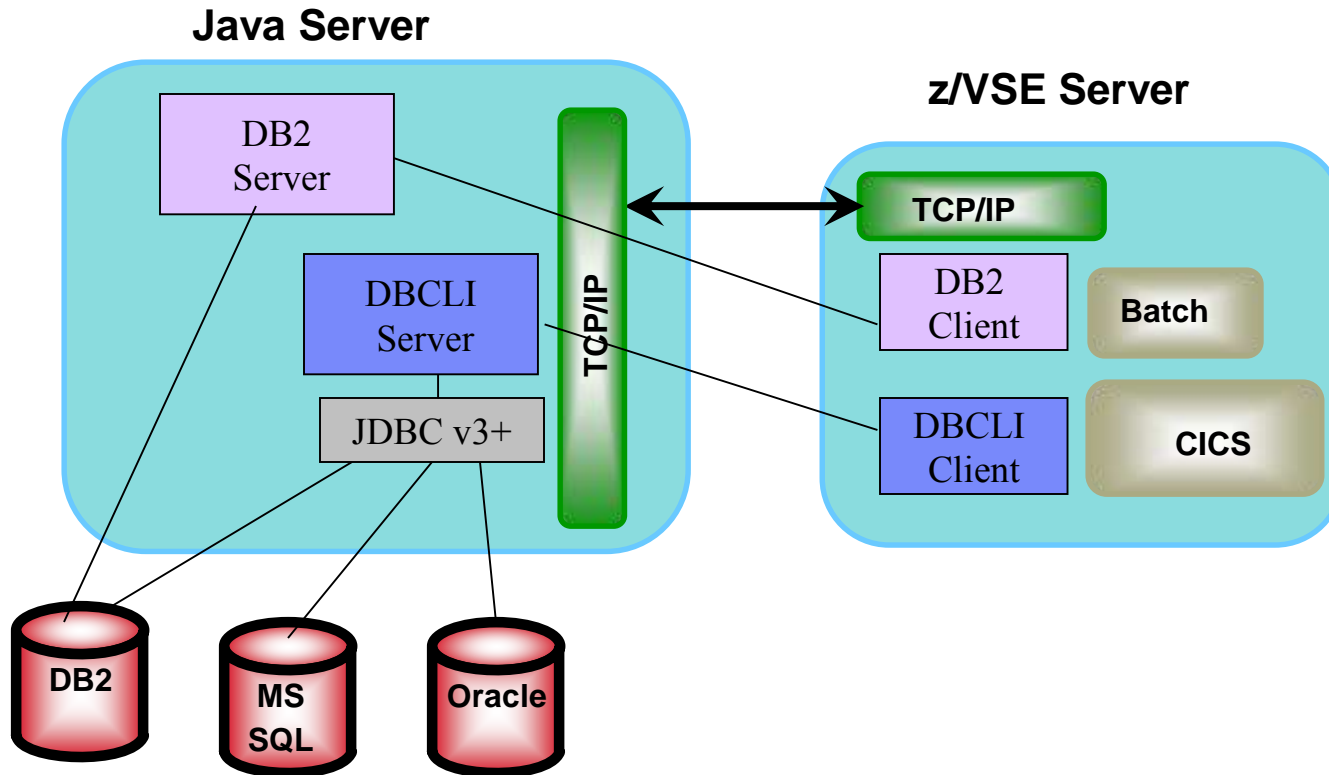 Java Server
z/VSE Server
DB2
Server
TCP/IP
DBCLI
Server
TCP/IP
DB2
Client
Batch
JDBC v3+
DBCLI
Client
CICS
DB2
MS
SQL
Oracle